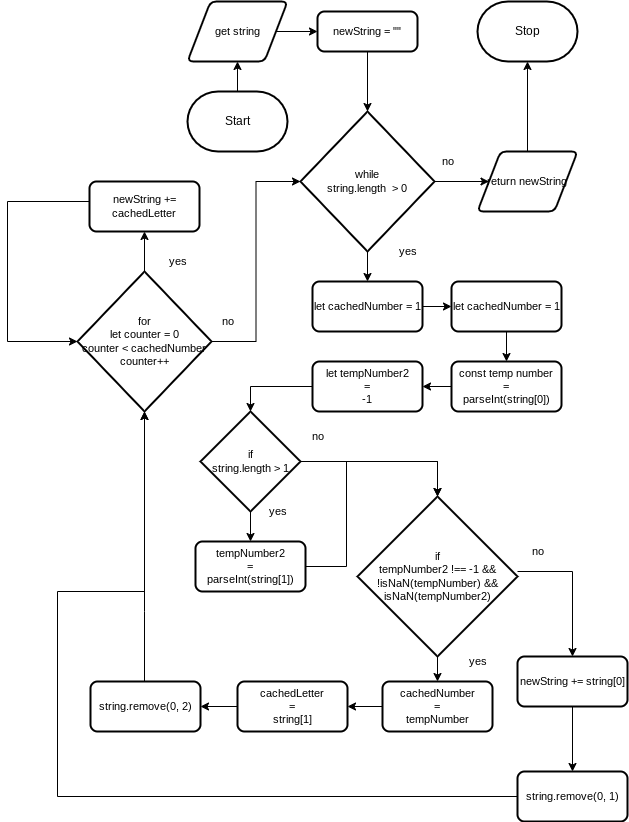 get string
newString = ""
Stop
Start
while
string.length > 0
no
eturn newString
newString +=
cachedLetter
yes
yes
for
let counter = 0
counter < cachedNumber
counter++
no
let cachedNumber = 1
let cachedNumber = 1
let tempNumber2
=
-1
const temp number
=
parseInt(string[0])
if
string.length > 1
no
yes
tempNumber2
=
parseInt(string[1])
if
tempNumber2 !== -1 &&
!isNaN(tempNumber) &&
isNaN(tempNumber2)
no
yes
string.remove(0, 2)
cachedLetter
=
string[1]
cachedNumber
=
tempNumber
newString += string[0]
string.remove(0, 1)